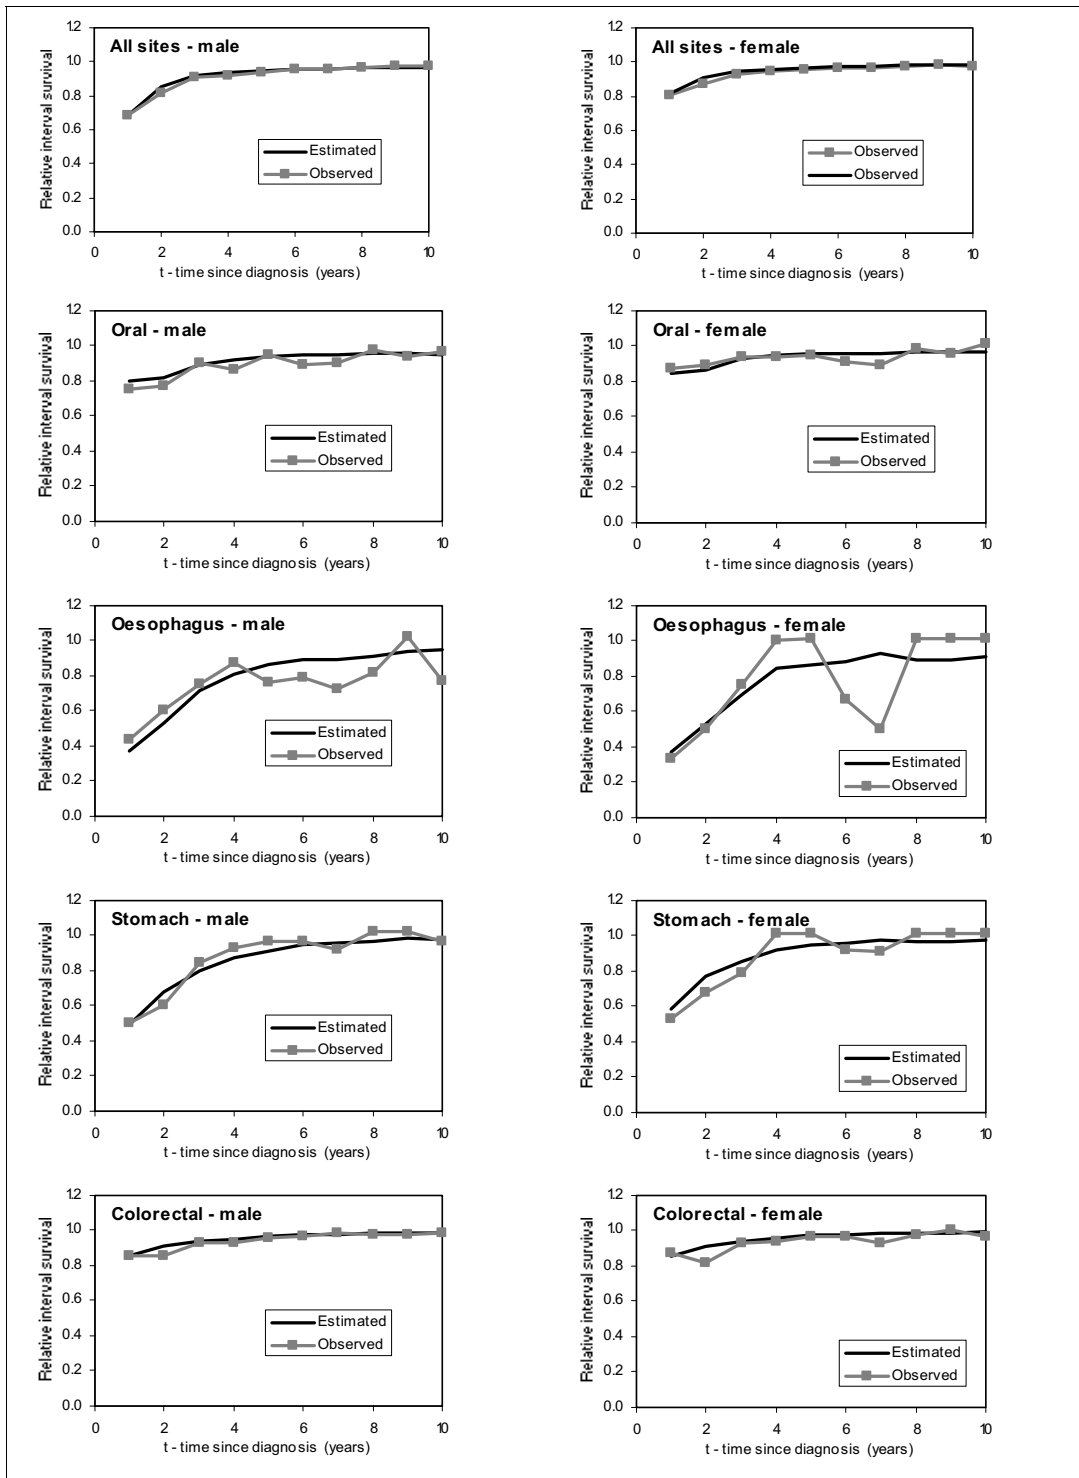 All sites - male
Relative interval survival
1.2
1.0
0.8
0.6
0.4
0.2
0.0
Estimated
Observed
0 2 4 6 8 10
t - time since diagnosis (years)
All sites - female
Relative interval survival
1.2
1.0
0.8
0.6
0.4
0.2
0.0
Observed
Observed
0 2 4 6 8 10
t - time since diagnosis (years)
Oral - male
Relative interval survival
1.2
1.0
0.8
0.6
0.4
0.2
0.0
Estimated
Observed
0 2 4 6 8 10
t - time since diagnosis (years)
Oral - female
Relative interval survival
1.2
1.0
0.8
0.6
0.4
0.2
0.0
Estimated
Observed
0 2 4 6 8 10
t - time since diagnosis (years)
Oesophagus - male
Relative interval survival
1.2
1.0
0.8
0.6
0.4
0.2
0.0
Estimated
Observed
0 2 4 6 8 10
t - time since diagnosis (years)
Oesophagus - female
Relative interval survival
1.2
1.0
0.8
0.6
0.4
0.2
0.0
Estimated
Observed
0 2 4 6 8 10
t - time since diagnosis (years)
Stomach - male
Relative interval survival
1.2
1.0
0.8
0.6
0.4
0.2
0.0
Estimated
Observed
0 2 4 6 8 10
t - time since diagnosis (years)
Stomach - female
Relative interval survival
1.2
1.0
0.8
0.6
0.4
0.2
0.0
Estimated
Observed
0 2 4 6 8 10
t - time since diagnosis (years)
Colorectal - male
Relative interval survival
1.2
1.0
0.8
0.6
0.4
0.2
0.0
Estimated
Observed
0 2 4 6 8 10
t - time since diagnosis (years)
Colorectal - female
Relative interval survival
1.2
1.0
0.8
0.6
0.4
0.2
0.0
Estimated
Observed
0 2 4 6 8 10
t - time since diagnosis (years)